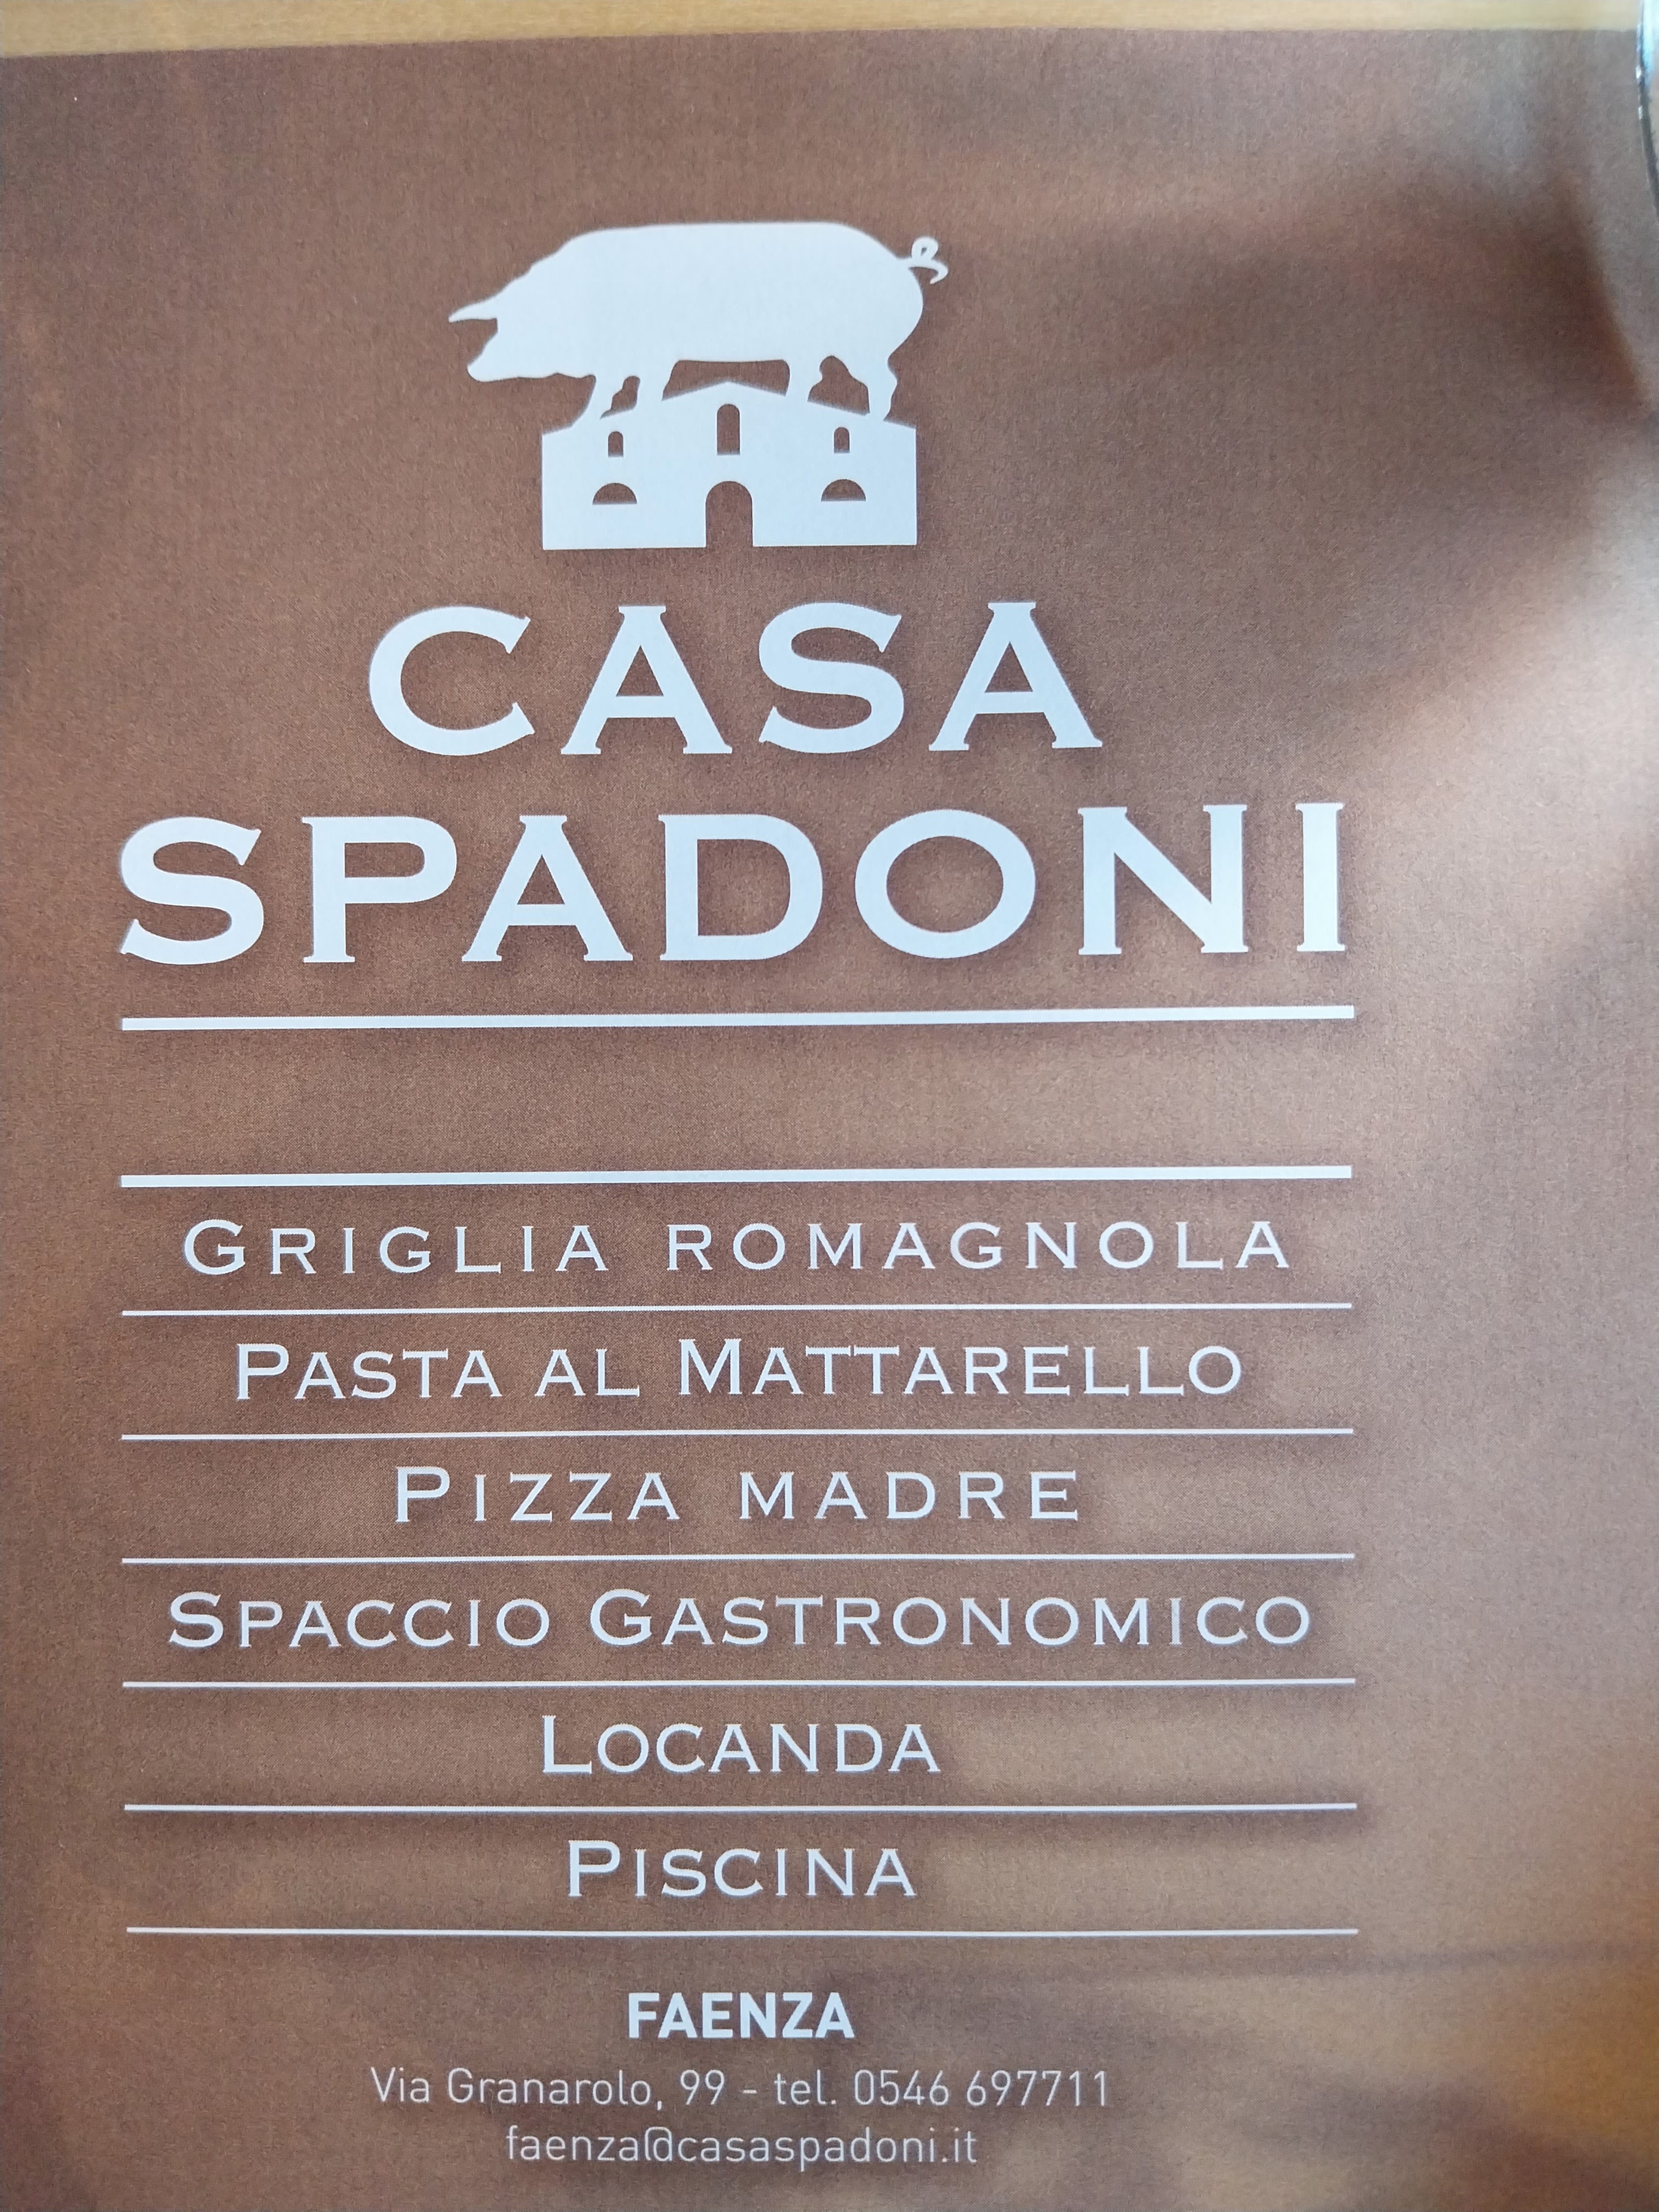 CASA
SPADONI
GRIGLIA ROMAGNOLA
PASTA AL MATTARELLO
PIZZA MADRE
SPACCIO GASTRONOMICO
LOCANDA
PISCINA
FAENZA
Via Granarolo, 99 - tel. 0546 697711
faenza@casaspadoni.it